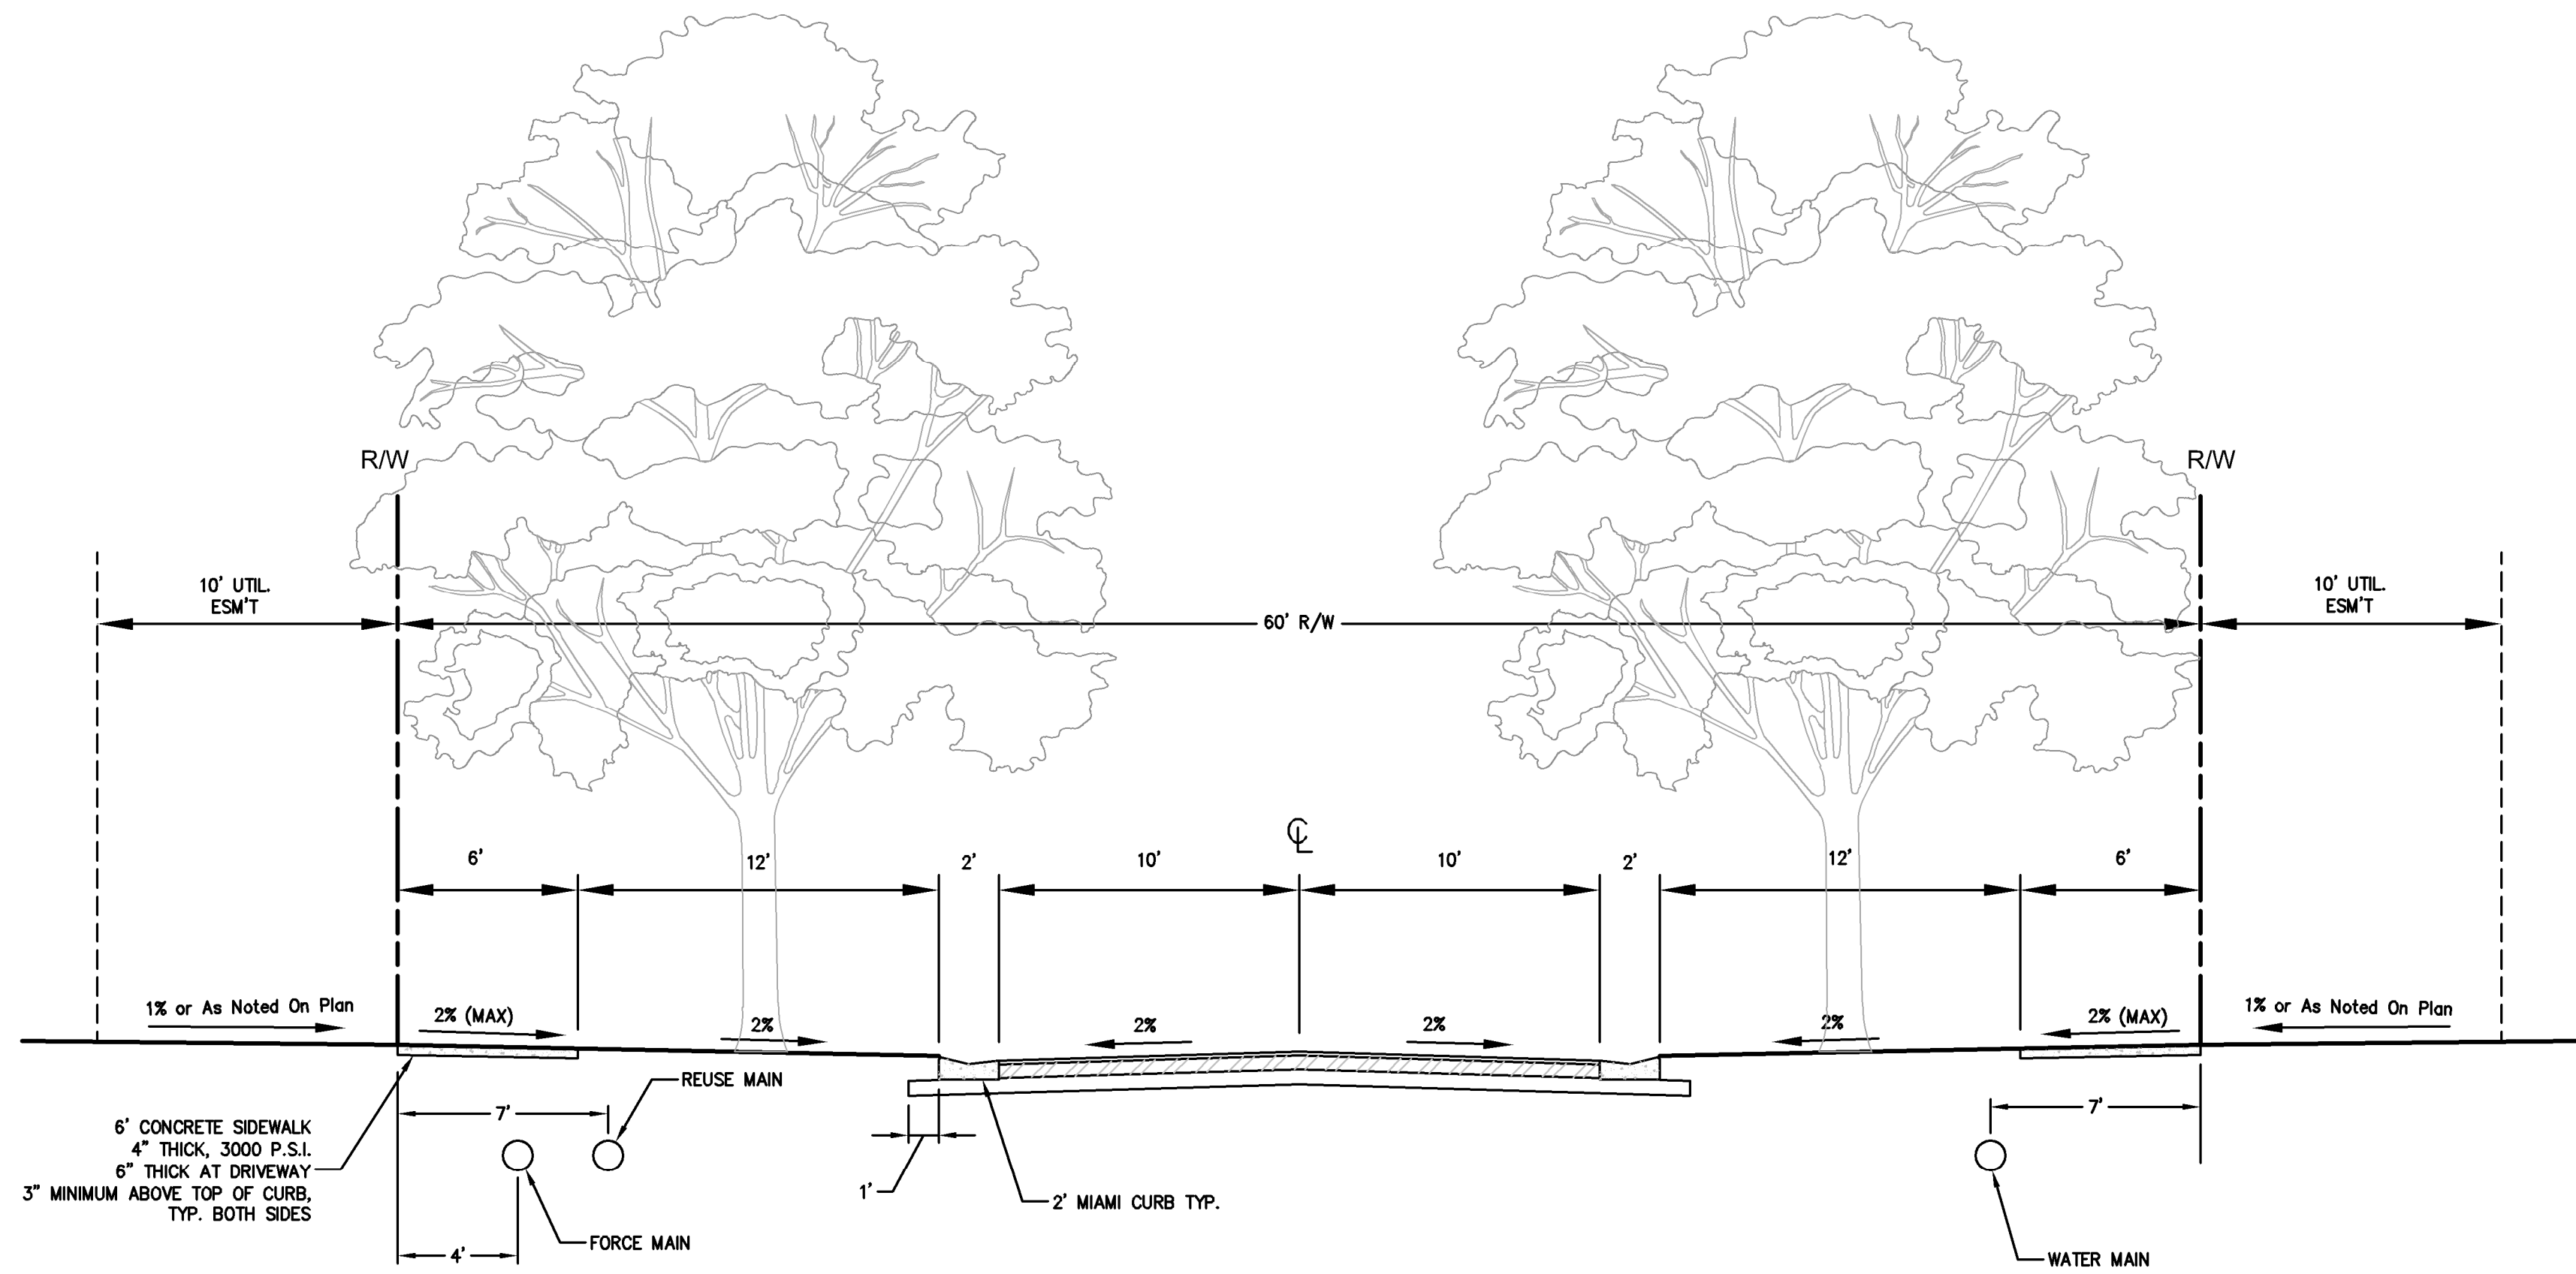 R/W
R/W
10' UTIL.
ESM'T
60' R/W
10' UTIL.
ESM'T
CL
6'
12'
2'
10'
10'
2'
12'
6'
1% or As Noted On Plan
2% (MAX)
2%
2%
2%
2%
2% (MAX)
1% or As Noted On Plan
REUSE MAIN
7'
7'
6' CONCRETE SIDEWALK
4" THICK, 3000 P.S.I.
6" THICK AT DRIVEWAY
3" MINIMUM ABOVE TOP OF CURB,
TYP. BOTH SIDES
1'
2' MIAMI CURB TYP.
FORCE MAIN
4'
WATER MAIN